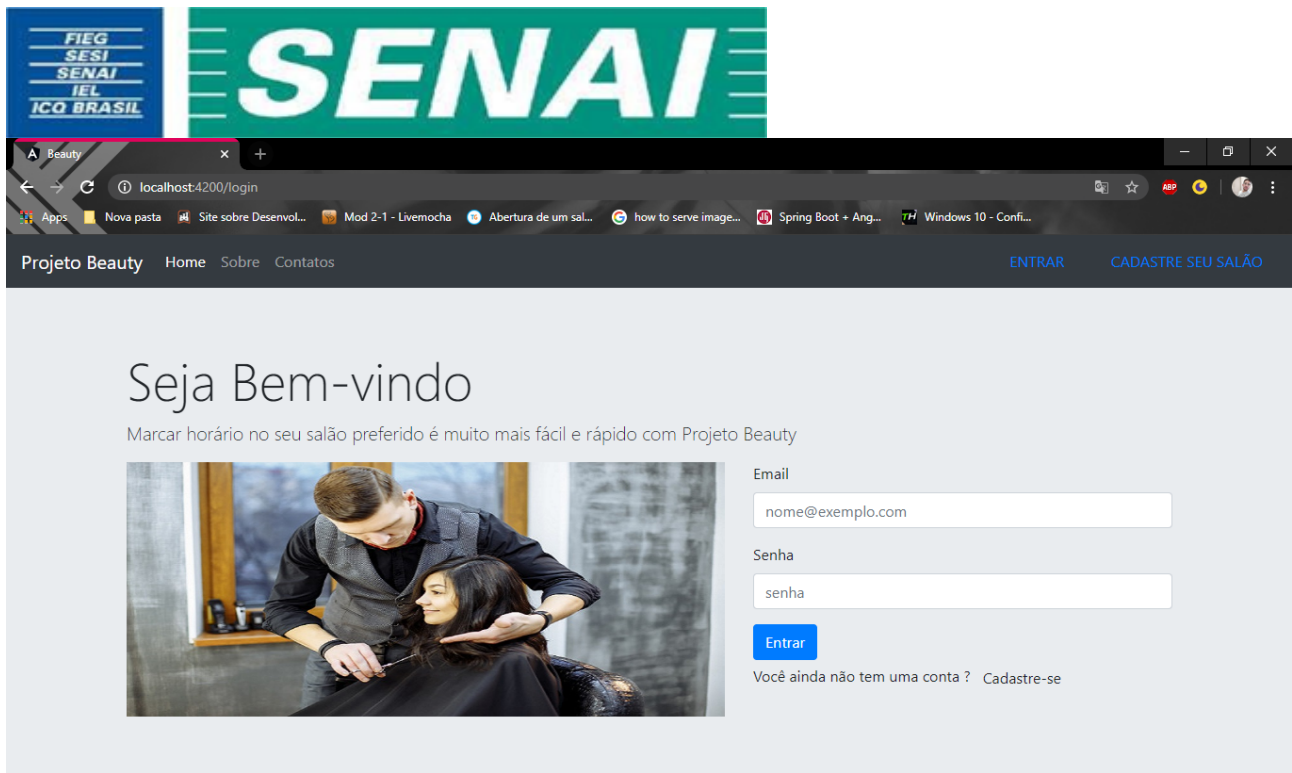 FIEG
SESI
SENAI
IEL
ICQ BRASIL
SENAI
Beauty
localhost:4200/login
ABP
Apps Nova pasta Site sobre Desenvol... Mod 2-1 - Livemocha Abertura de um sal... how to serve image... Spring Boot + Ang... TH Windows 10 - Confi...
Projeto Beauty Home Sobre Contatos ENTRAR CADASTRE SEU SALÃO
Seja Bem-vindo
Marcar horário no seu salão preferido é muito mais fácil e rápido com Projeto Beauty
Email
nome@exemplo.com
Senha
senha
Entrar
Você ainda não tem uma conta ? Cadastre-se